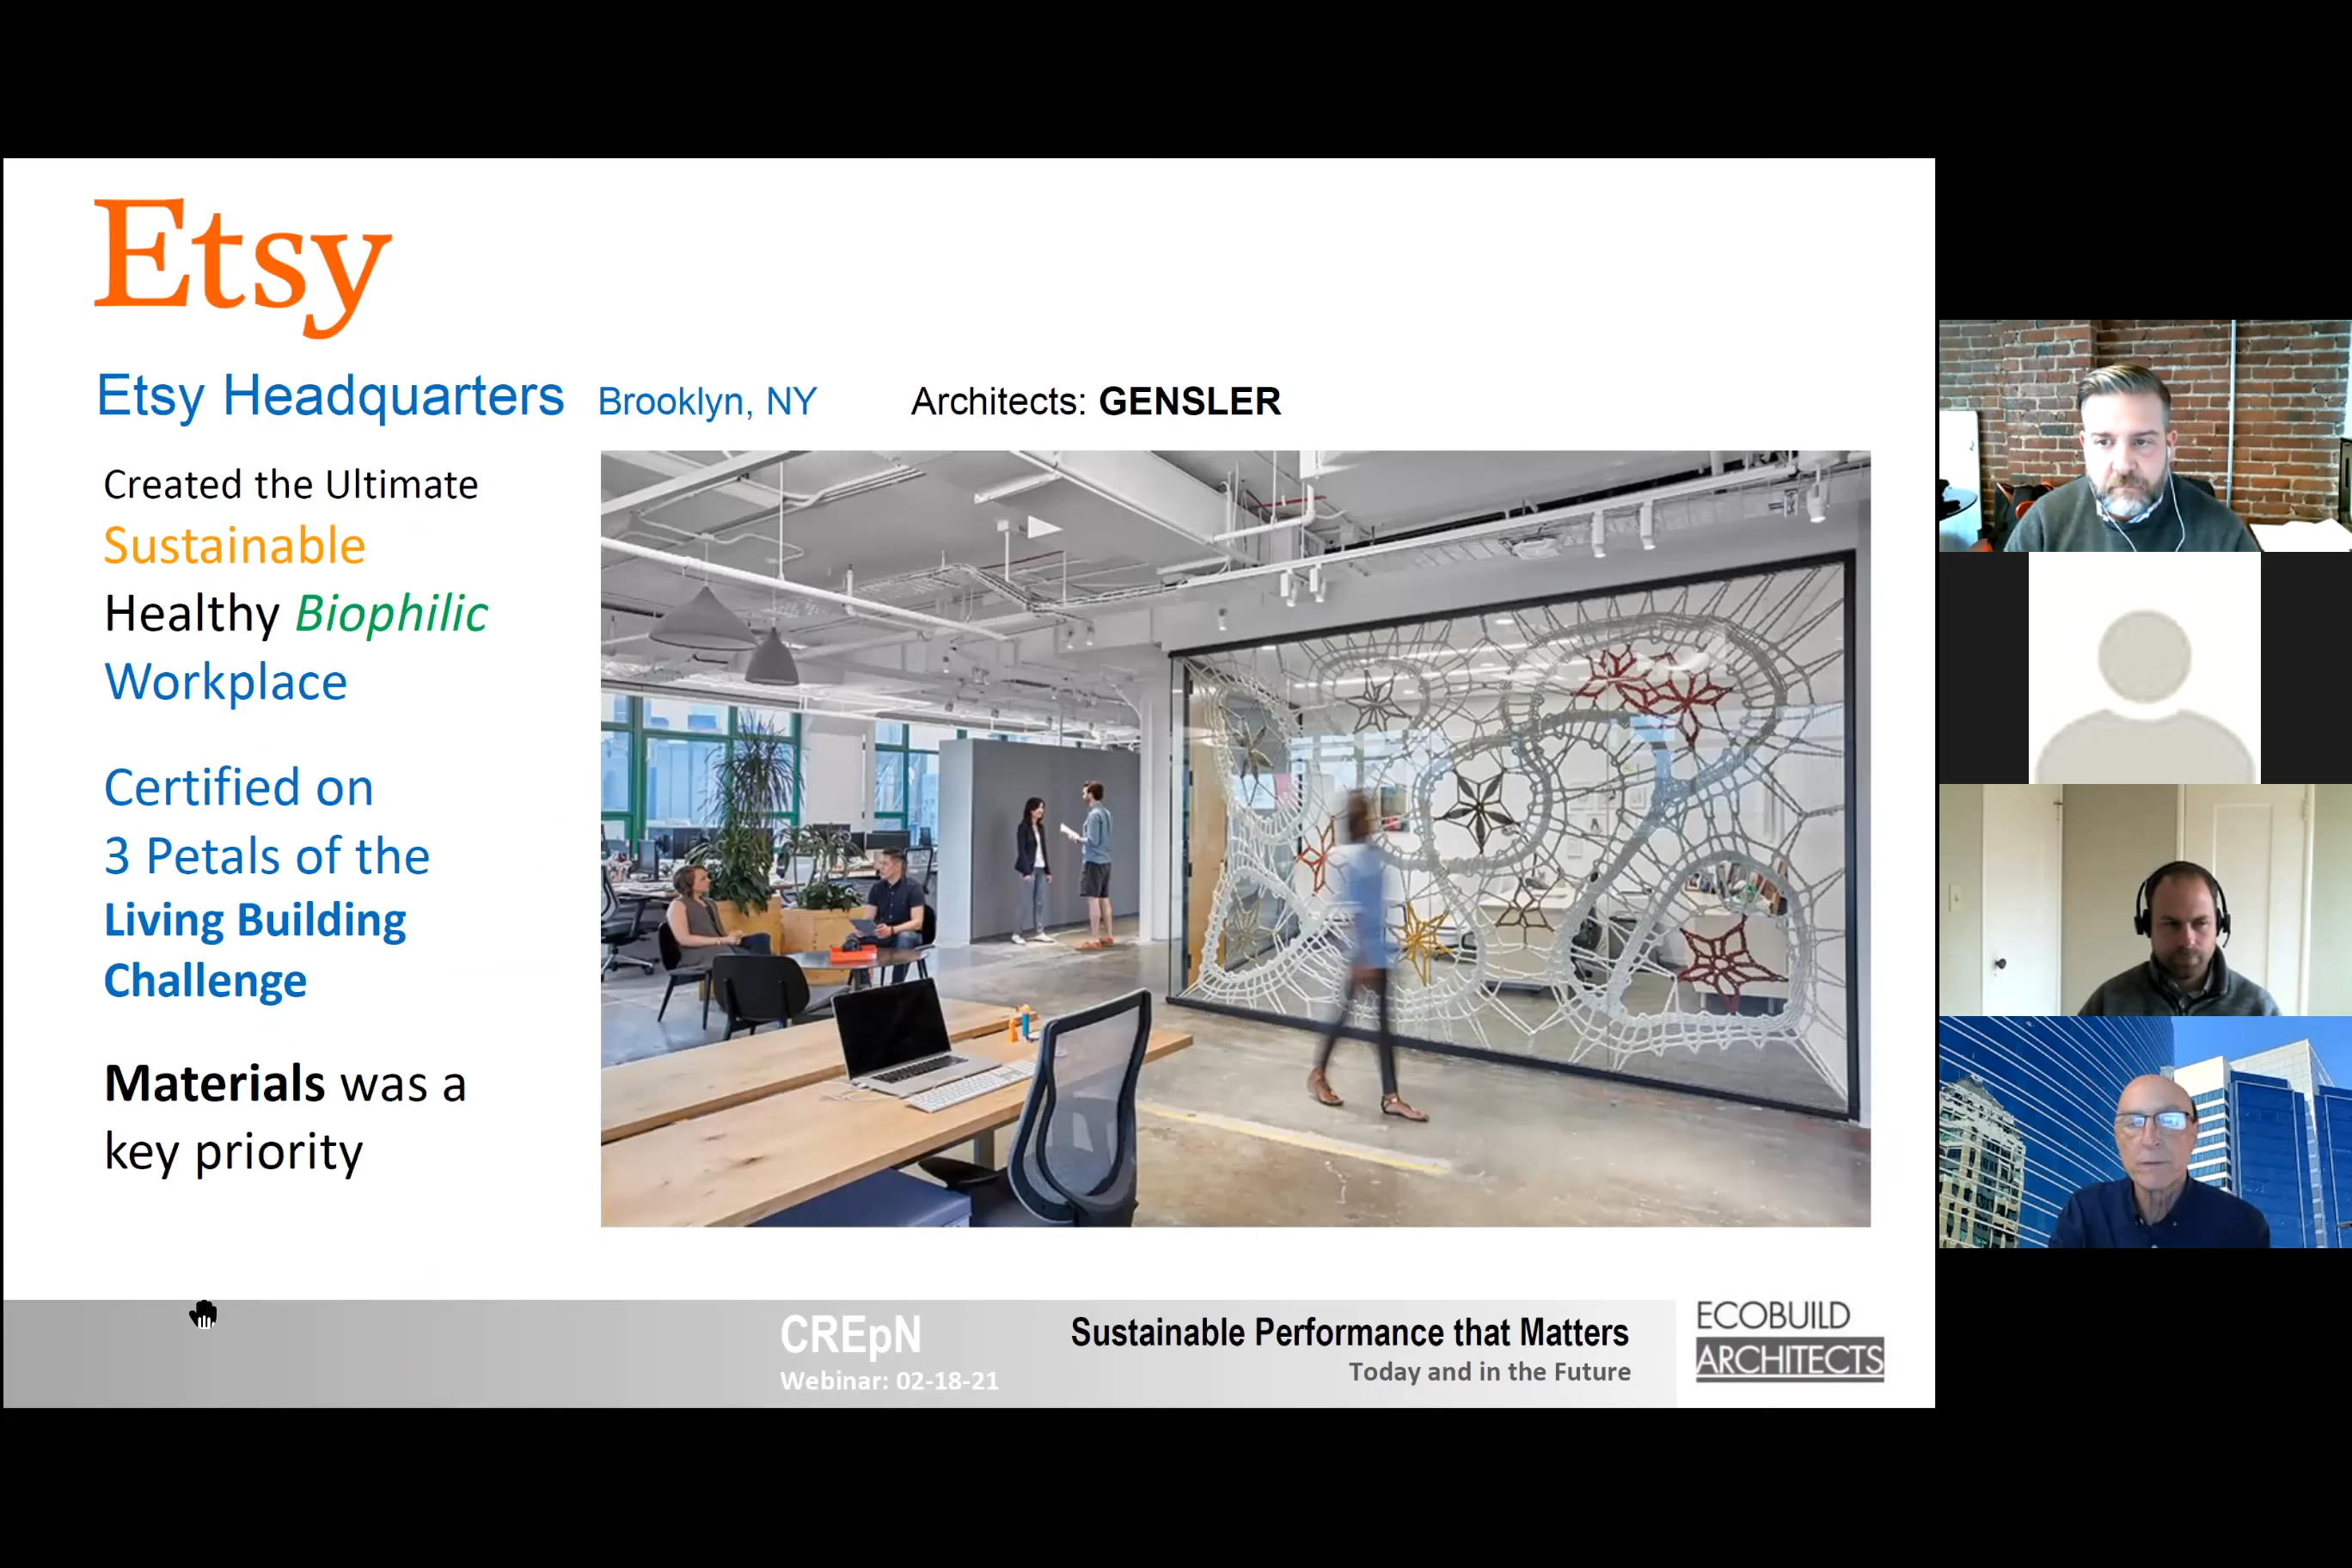 Etsy
Etsy Headquarters Brooklyn, NY Architects: GENSLER
Created the Ultimate
Sustainable
Healthy Biophilic
Workplace
Certified on
3 Petals of the
Living Building
Challenge
Materials was a
key priority
CREpN
Webinar: 02-18-21
Sustainable Performance that Matters
Today and in the Future
ECOBUILD
ARCHITECTS